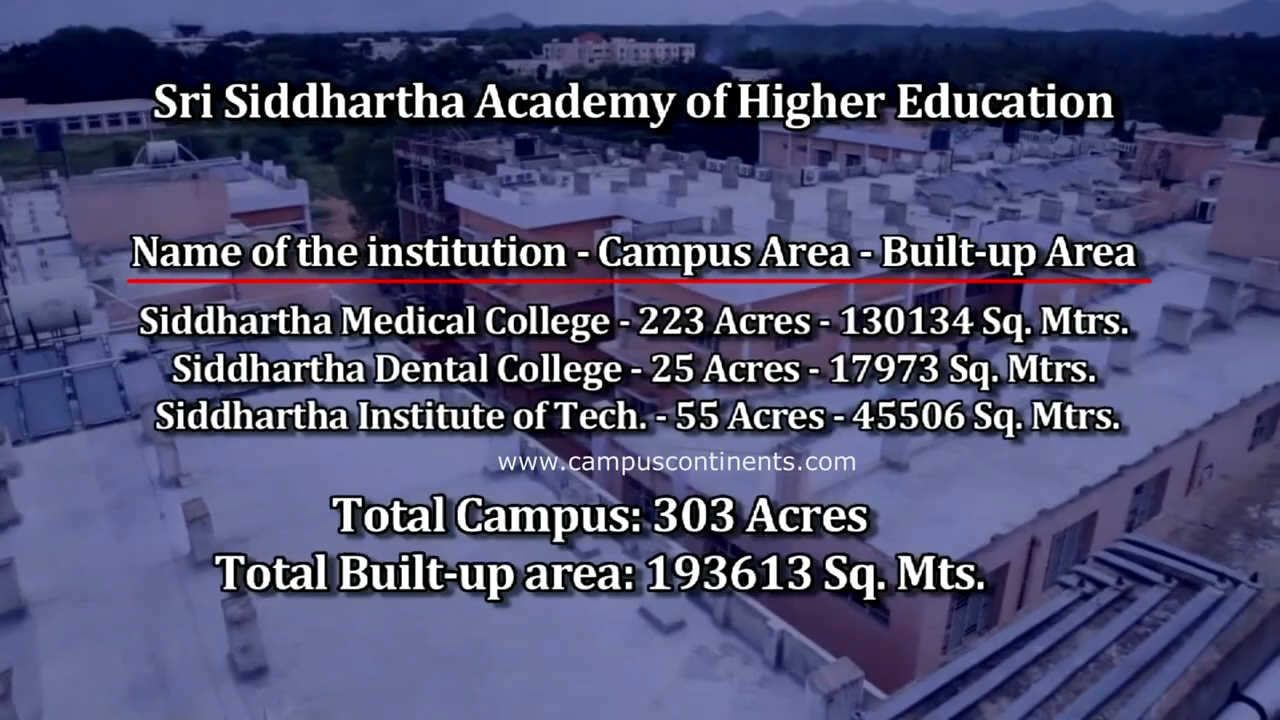 Sri Siddhartha Academy of Higher Education
Name of the institution - Campus Area - Built-up Area
Siddhartha Medical College - 223 Acres - 130134 Sq. Mtrs.
Siddhartha Dental College - 25 Acres - 17973 Sq. Mtrs.
Siddhartha Institute of Tech. - 55 Acres - 45506 Sq. Mtrs.
www.campuscontinents.com
Total Campus: 303 Acres
Total Built-up area: 193613 Sq. Mts.